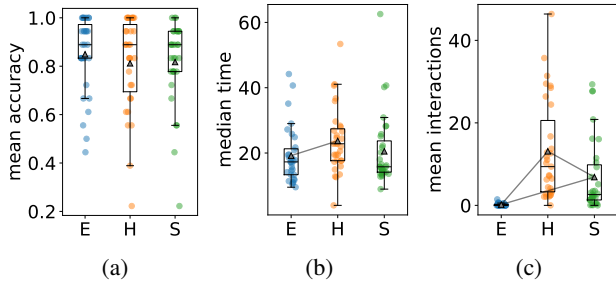 mean accuracy
1.0
0.8
0.6
0.4
0.2
E H S
(a)
median time
60
40
20
E H S
(b)
mean interactions
40
20
0
E H S
(c)